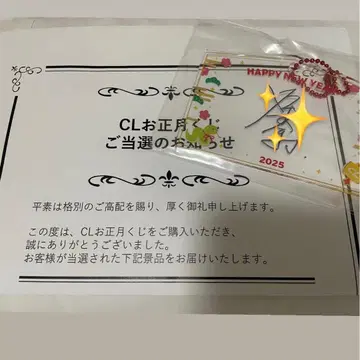 HAPPY NEW YEAR
2025
CLお正月くじ
ご当選のお知らせ
平素は格別のご高配を賜り、厚く御礼申し上げます。
この度は、CLお正月くじをご購入いただき、
誠にありがとうございました。
お客様が当選された下記景品をお届けいたします。